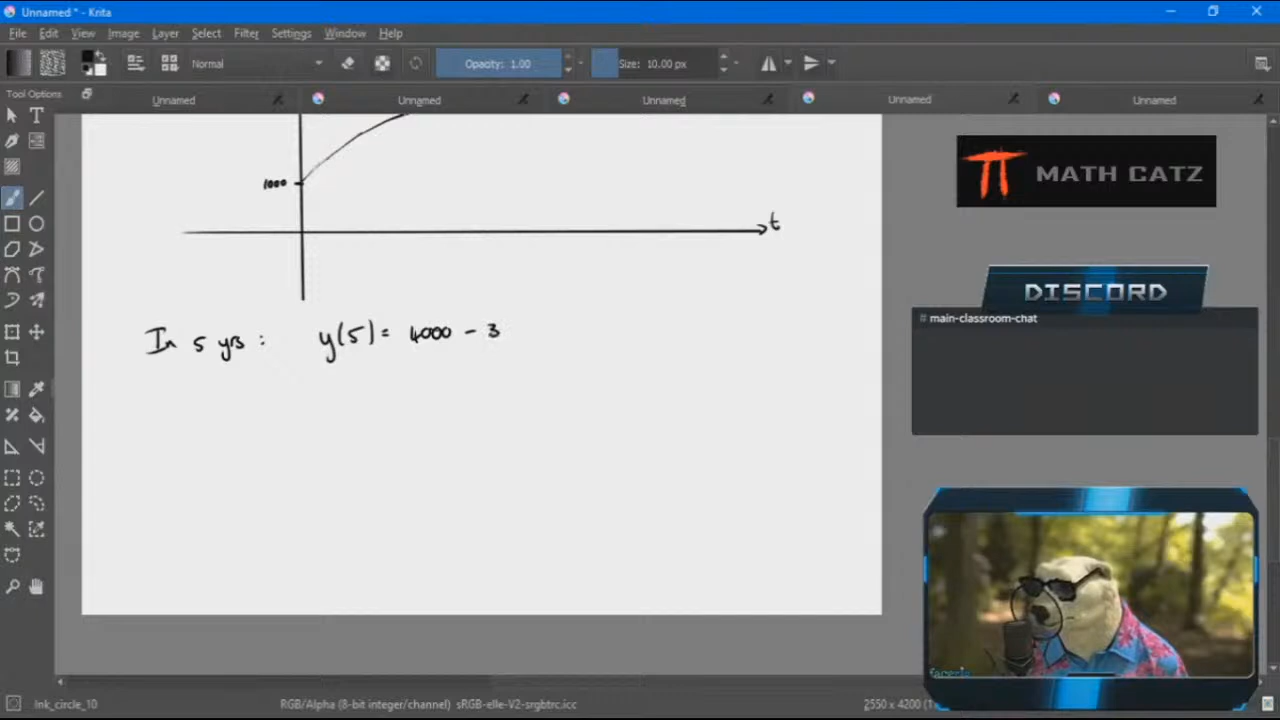 Unnamed * - Krita
File Edit View Image Layer Select Filter Settings Window Help
Normal Opacity: 1.00 Size: 10.00 px
Tool Options
Unnamed Unnamed Unnamed Unnamed Unnamed
1000
t
In 5 yrs : y(5) = 4000 - 3
MATH CATZ
DISCORD
# main-classroom-chat
Ink_circle_10 RGB/Alpha (8-bit integer/channel) sRGB-elle-V2-srgbtrc.icc 2550 x 4200 (1